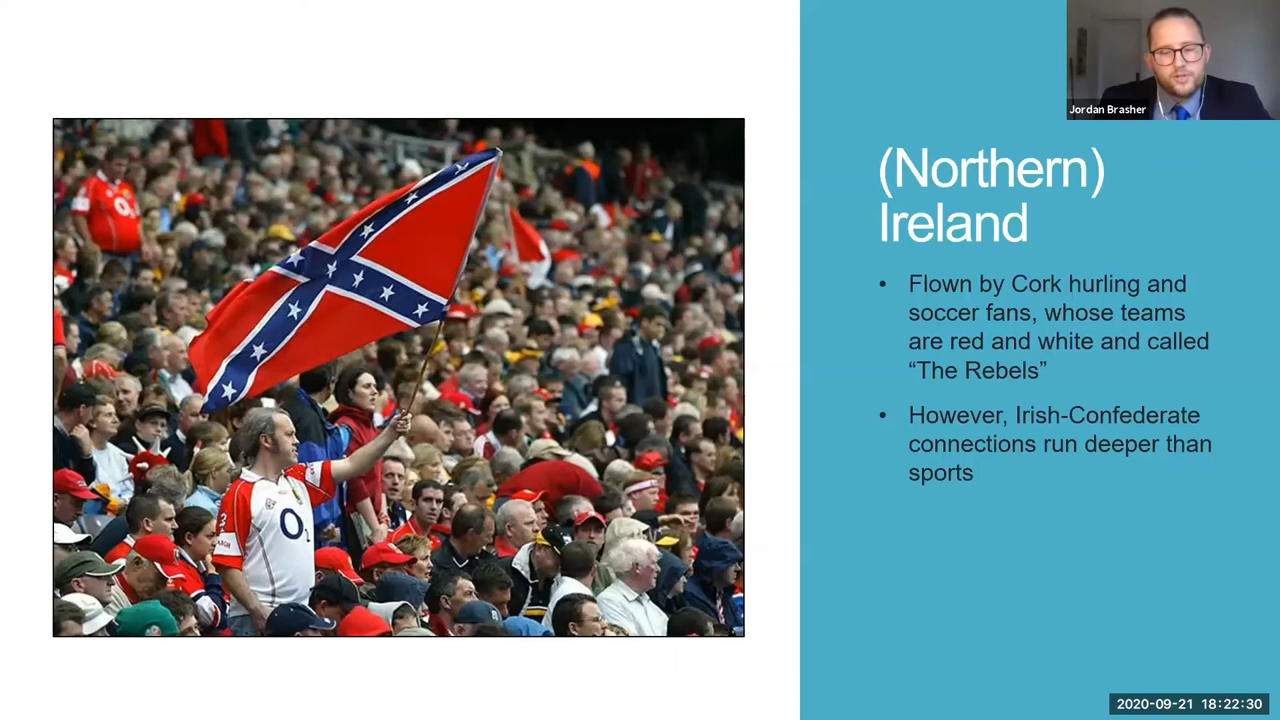 Jordan Brasher
(Northern)
Ireland
• Flown by Cork hurling and
soccer fans, whose teams
are red and white and called
“The Rebels”
• However, Irish-Confederate
connections run deeper than
sports
O2
2020-09-21 18:22:30